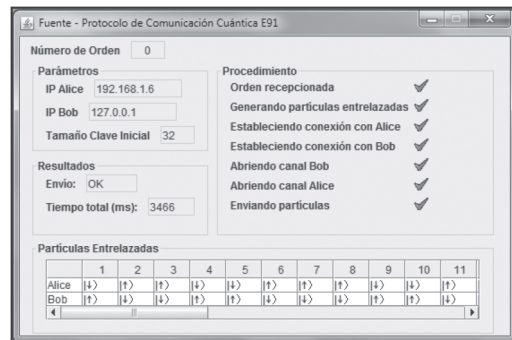 Fuente - Protocolo de Comunicación Cuántica E91
Número de Orden 0
Parámetros
IP Alice 192.168.1.6
IP Bob 127.0.0.1
Tamaño Clave Inicial 32
Resultados
Envío: OK
Tiempo total (ms): 3466
Procedimiento
Orden recepcionada
Generando partículas entrelazadas
Estableciendo conexión con Alice
Estableciendo conexión con Bob
Abriendo canal Bob
Abriendo canal Alice
Enviando partículas
Partículas Entrelazadas
1 2 3 4 5 6 7 8 9 10 11
Alice |↓⟩ |↑⟩ |↑⟩ |↓⟩ |↓⟩ |↑⟩ |↑⟩ |↑⟩ |↓⟩ |↑⟩ |↑⟩
Bob |↑⟩ |↓⟩ |↓⟩ |↑⟩ |↑⟩ |↓⟩ |↓⟩ |↓⟩ |↑⟩ |↓⟩ |↓⟩